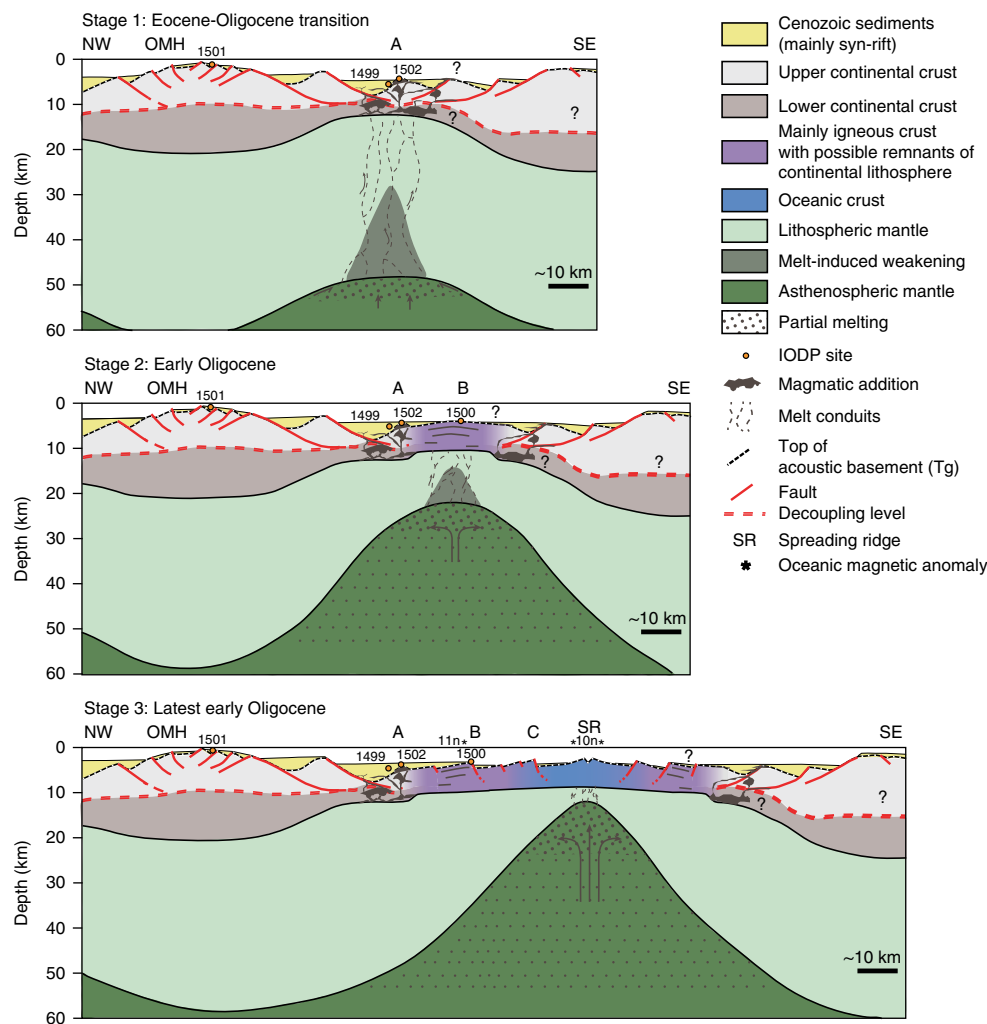 Stage 1: Eocene-Oligocene transition
NW OMH A SE
1501
1499 1502 ?
0
10
20
30
40
50
60
Depth (km)
?
?
~10 km
Stage 2: Early Oligocene
NW OMH A B SE
1501
1499 1502 1500 ?
0
10
20
30
40
50
60
Depth (km)
?
?
~10 km
Stage 3: Latest early Oligocene
NW OMH A B C SR SE
11n* *10n*
1501
1499 1502 1500 ?
0
10
20
30
40
50
60
Depth (km)
?
?
~10 km
Cenozoic sediments
(mainly syn-rift)
Upper continental crust
Lower continental crust
Mainly igneous crust
with possible remnants of
continental lithosphere
Oceanic crust
Lithospheric mantle
Melt-induced weakening
Asthenospheric mantle
Partial melting
IODP site
Magmatic addition
Melt conduits
Top of
acoustic basement (Tg)
Fault
Decoupling level
SR Spreading ridge
* Oceanic magnetic anomaly